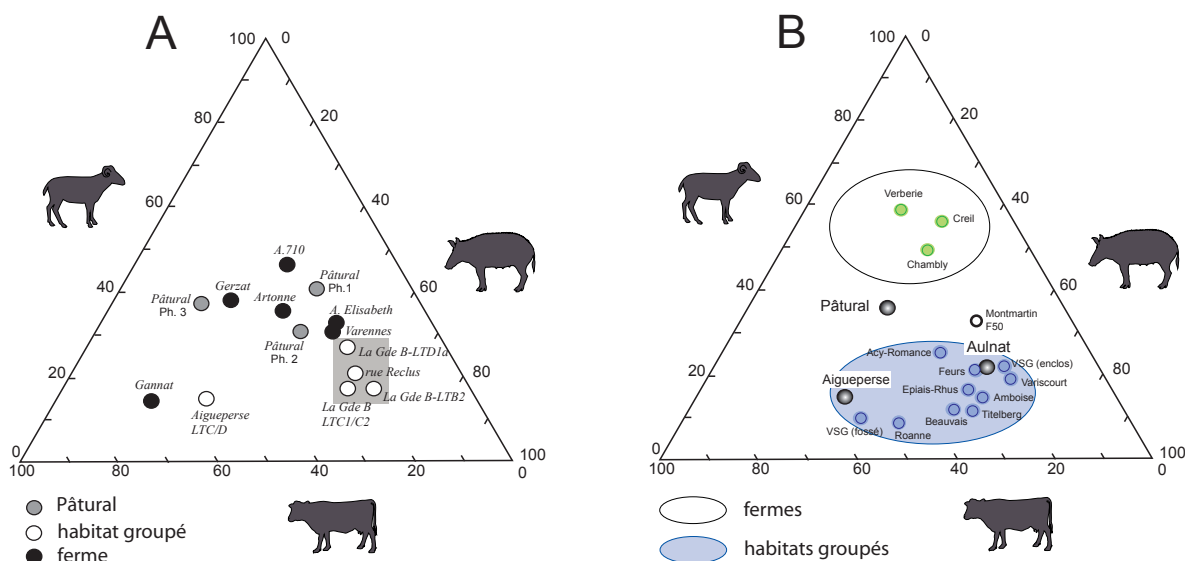 A
100
0
80
20
60
40
40
60
20
80
0
100
100
80
60
40
20
0
A.710
Pâtural
Ph.1
Gerzat
Pâtural
Ph. 3
Artonne
A. Elisabeth
Varennes
Pâtural
Ph. 2
La Gde B-LTD1a
rue Reclus
La Gde B-LTB2
La Gde B
LTC1/C2
Gannat
Aigueperse
LTC/D
Pâtural
habitat groupé
ferme
B
100
0
80
20
60
40
40
60
20
80
0
100
100
80
60
40
20
0
Verberie
Creil
Chambly
Pâtural
Montmartin
F50
Acy-Romance
Aulnat
VSG (enclos)
Feurs
Variscourt
Aigueperse
Epais-Rhus
Amboise
Beauvais
Titelberg
VSG (fossé)
Roanne
fermes
habitats groupés